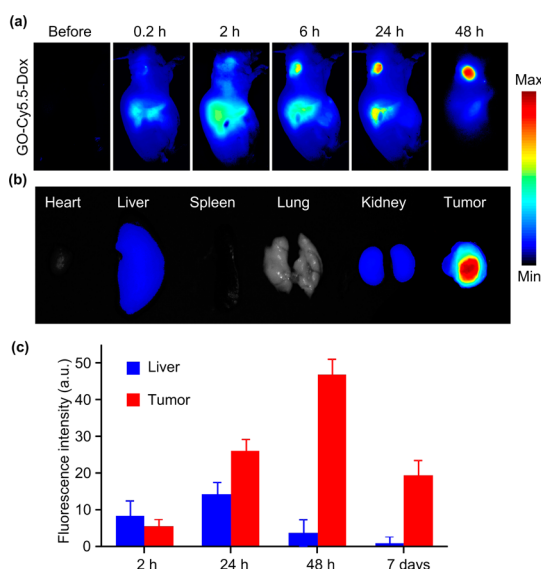 (a)
Before 0.2 h 2 h 6 h 24 h 48 h
GO-Cy5.5-Dox
Max
(b)
Heart Liver Spleen Lung Kidney Tumor
Min
(c)
Fluorescence intensity (a.u.)
50
40
30
20
10
0
Liver
Tumor
2 h 24 h 48 h 7 days